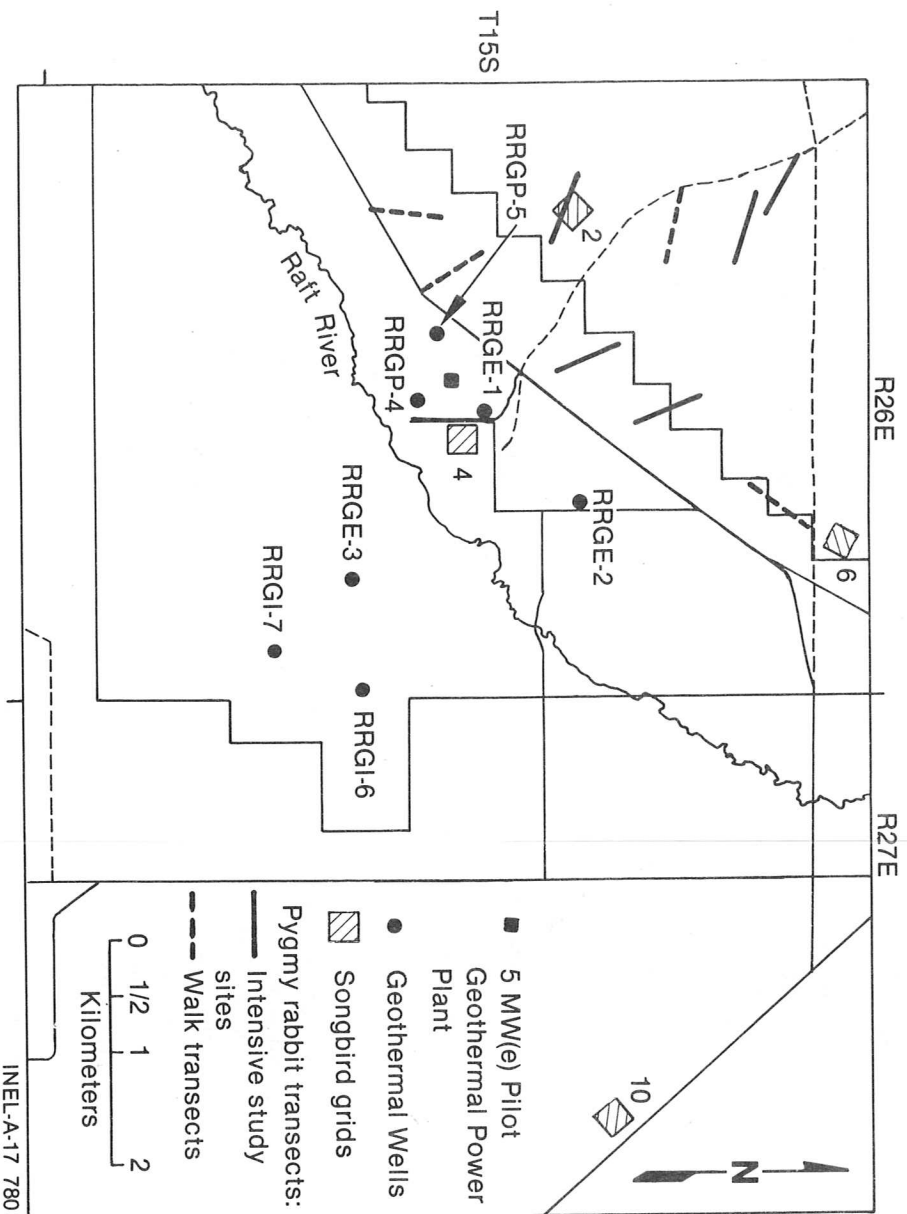 T15S
R26E
R27E
RRGP-5
2
RRGE-1
RRGP-4
Raft River
4
RRGE-2
6
RRGE-3
RRGI-7
RRGI-6
10
N
5 MW(e) Pilot
Geothermal Power
Plant
Geothermal Wells
Songbird grids
Pygmy rabbit transects:
Intensive study
sites
Walk transects
0 1/2 1 2
Kilometers
INEL-A-17 780